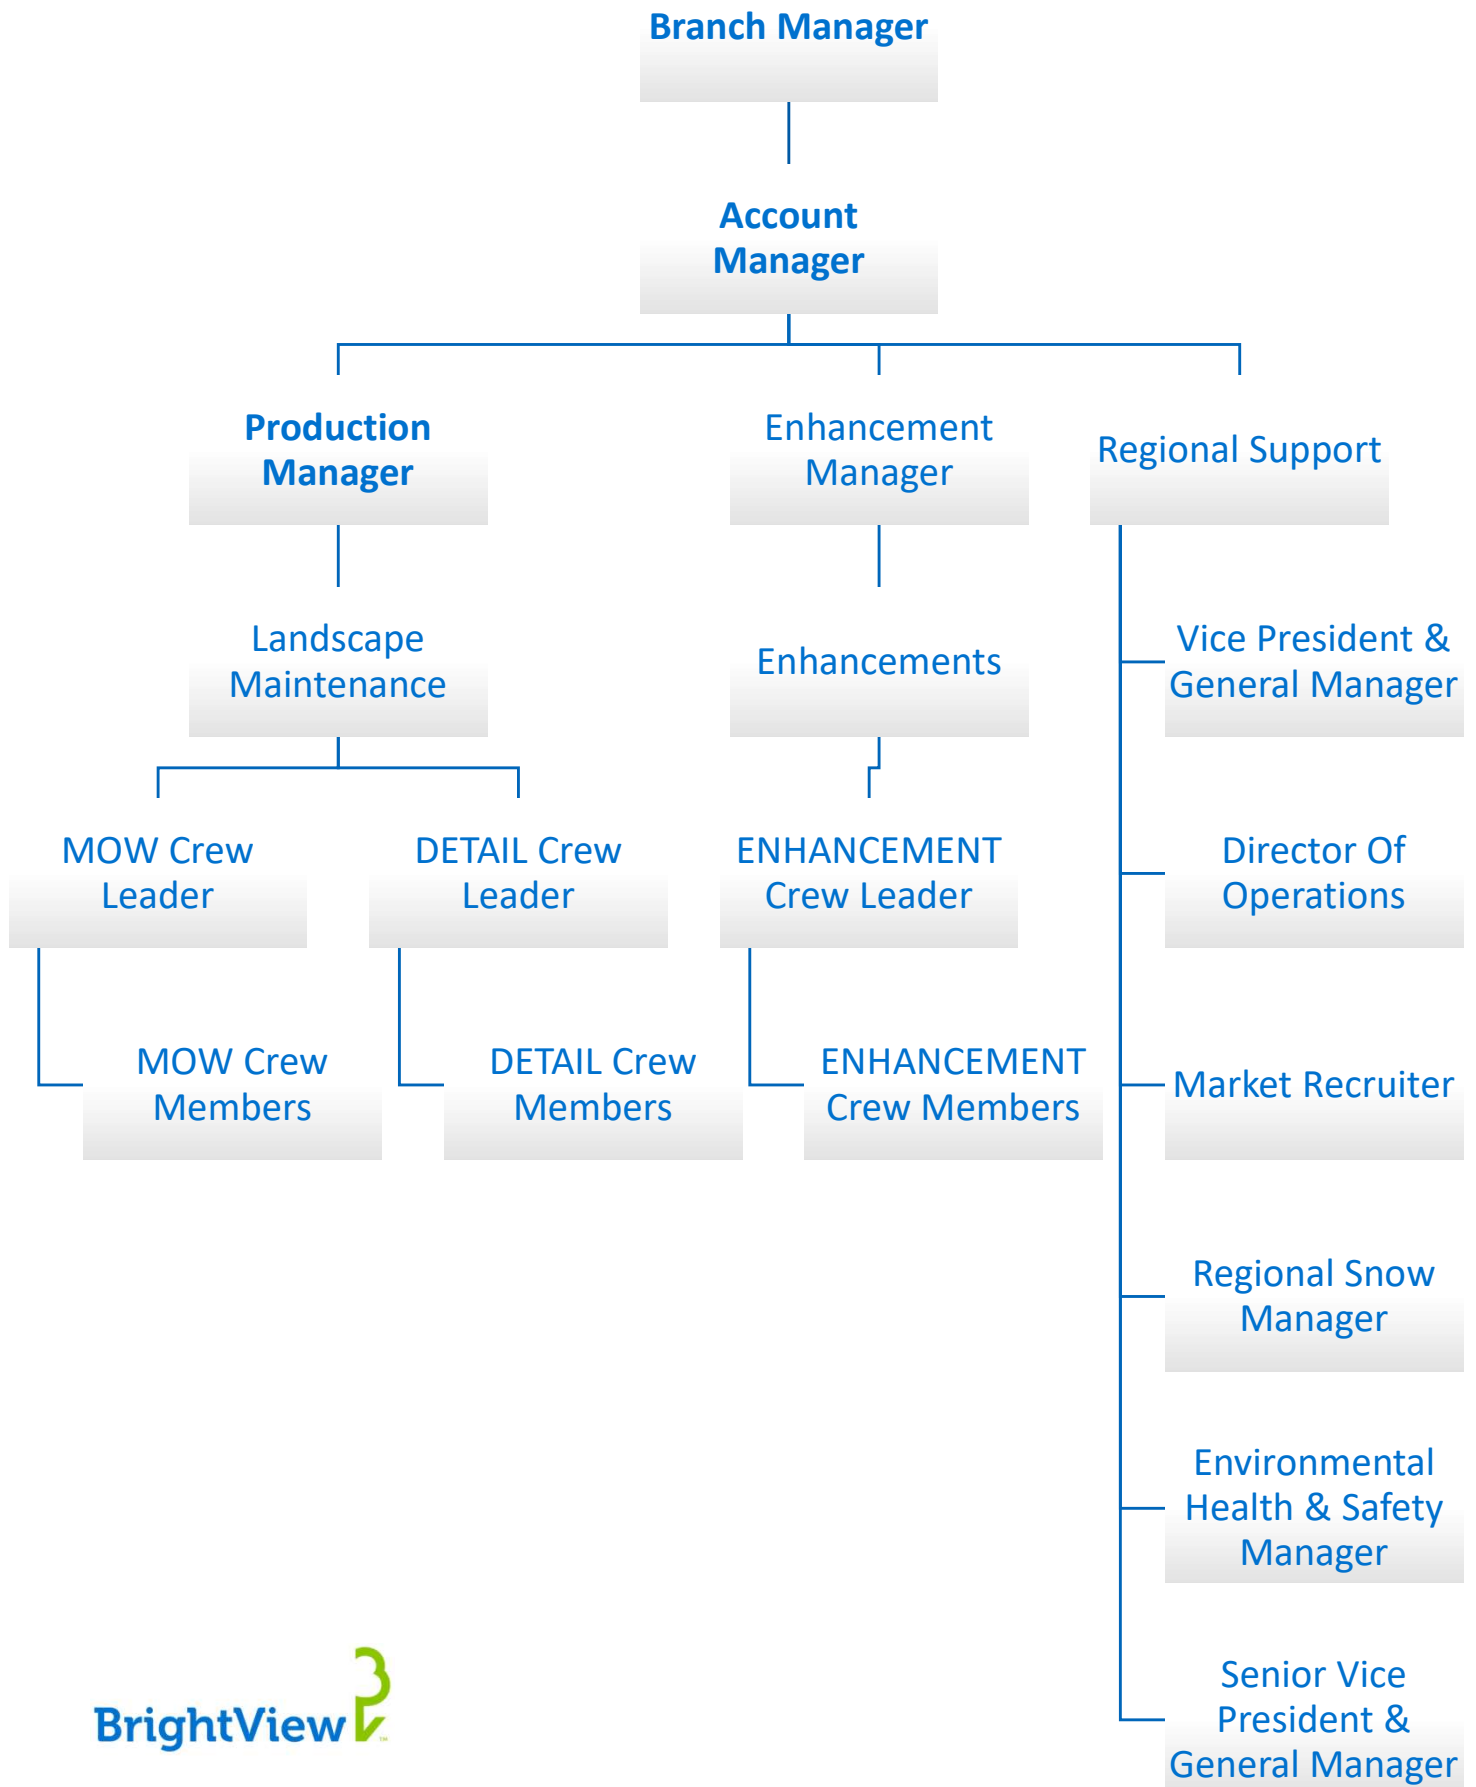 Branch Manager
Account
Manager
Production
Manager
Enhancement
Manager
Regional Support
Landscape
Maintenance
Enhancements
Vice President &
General Manager
MOW Crew
Leader
DETAIL Crew
Leader
ENHANCEMENT
Crew Leader
Director Of
Operations
MOW Crew
Members
DETAIL Crew
Members
ENHANCEMENT
Crew Members
Market Recruiter
Regional Snow
Manager
Environmental
Health & Safety
Manager
Senior Vice
President &
General Manager
BrightView
TM